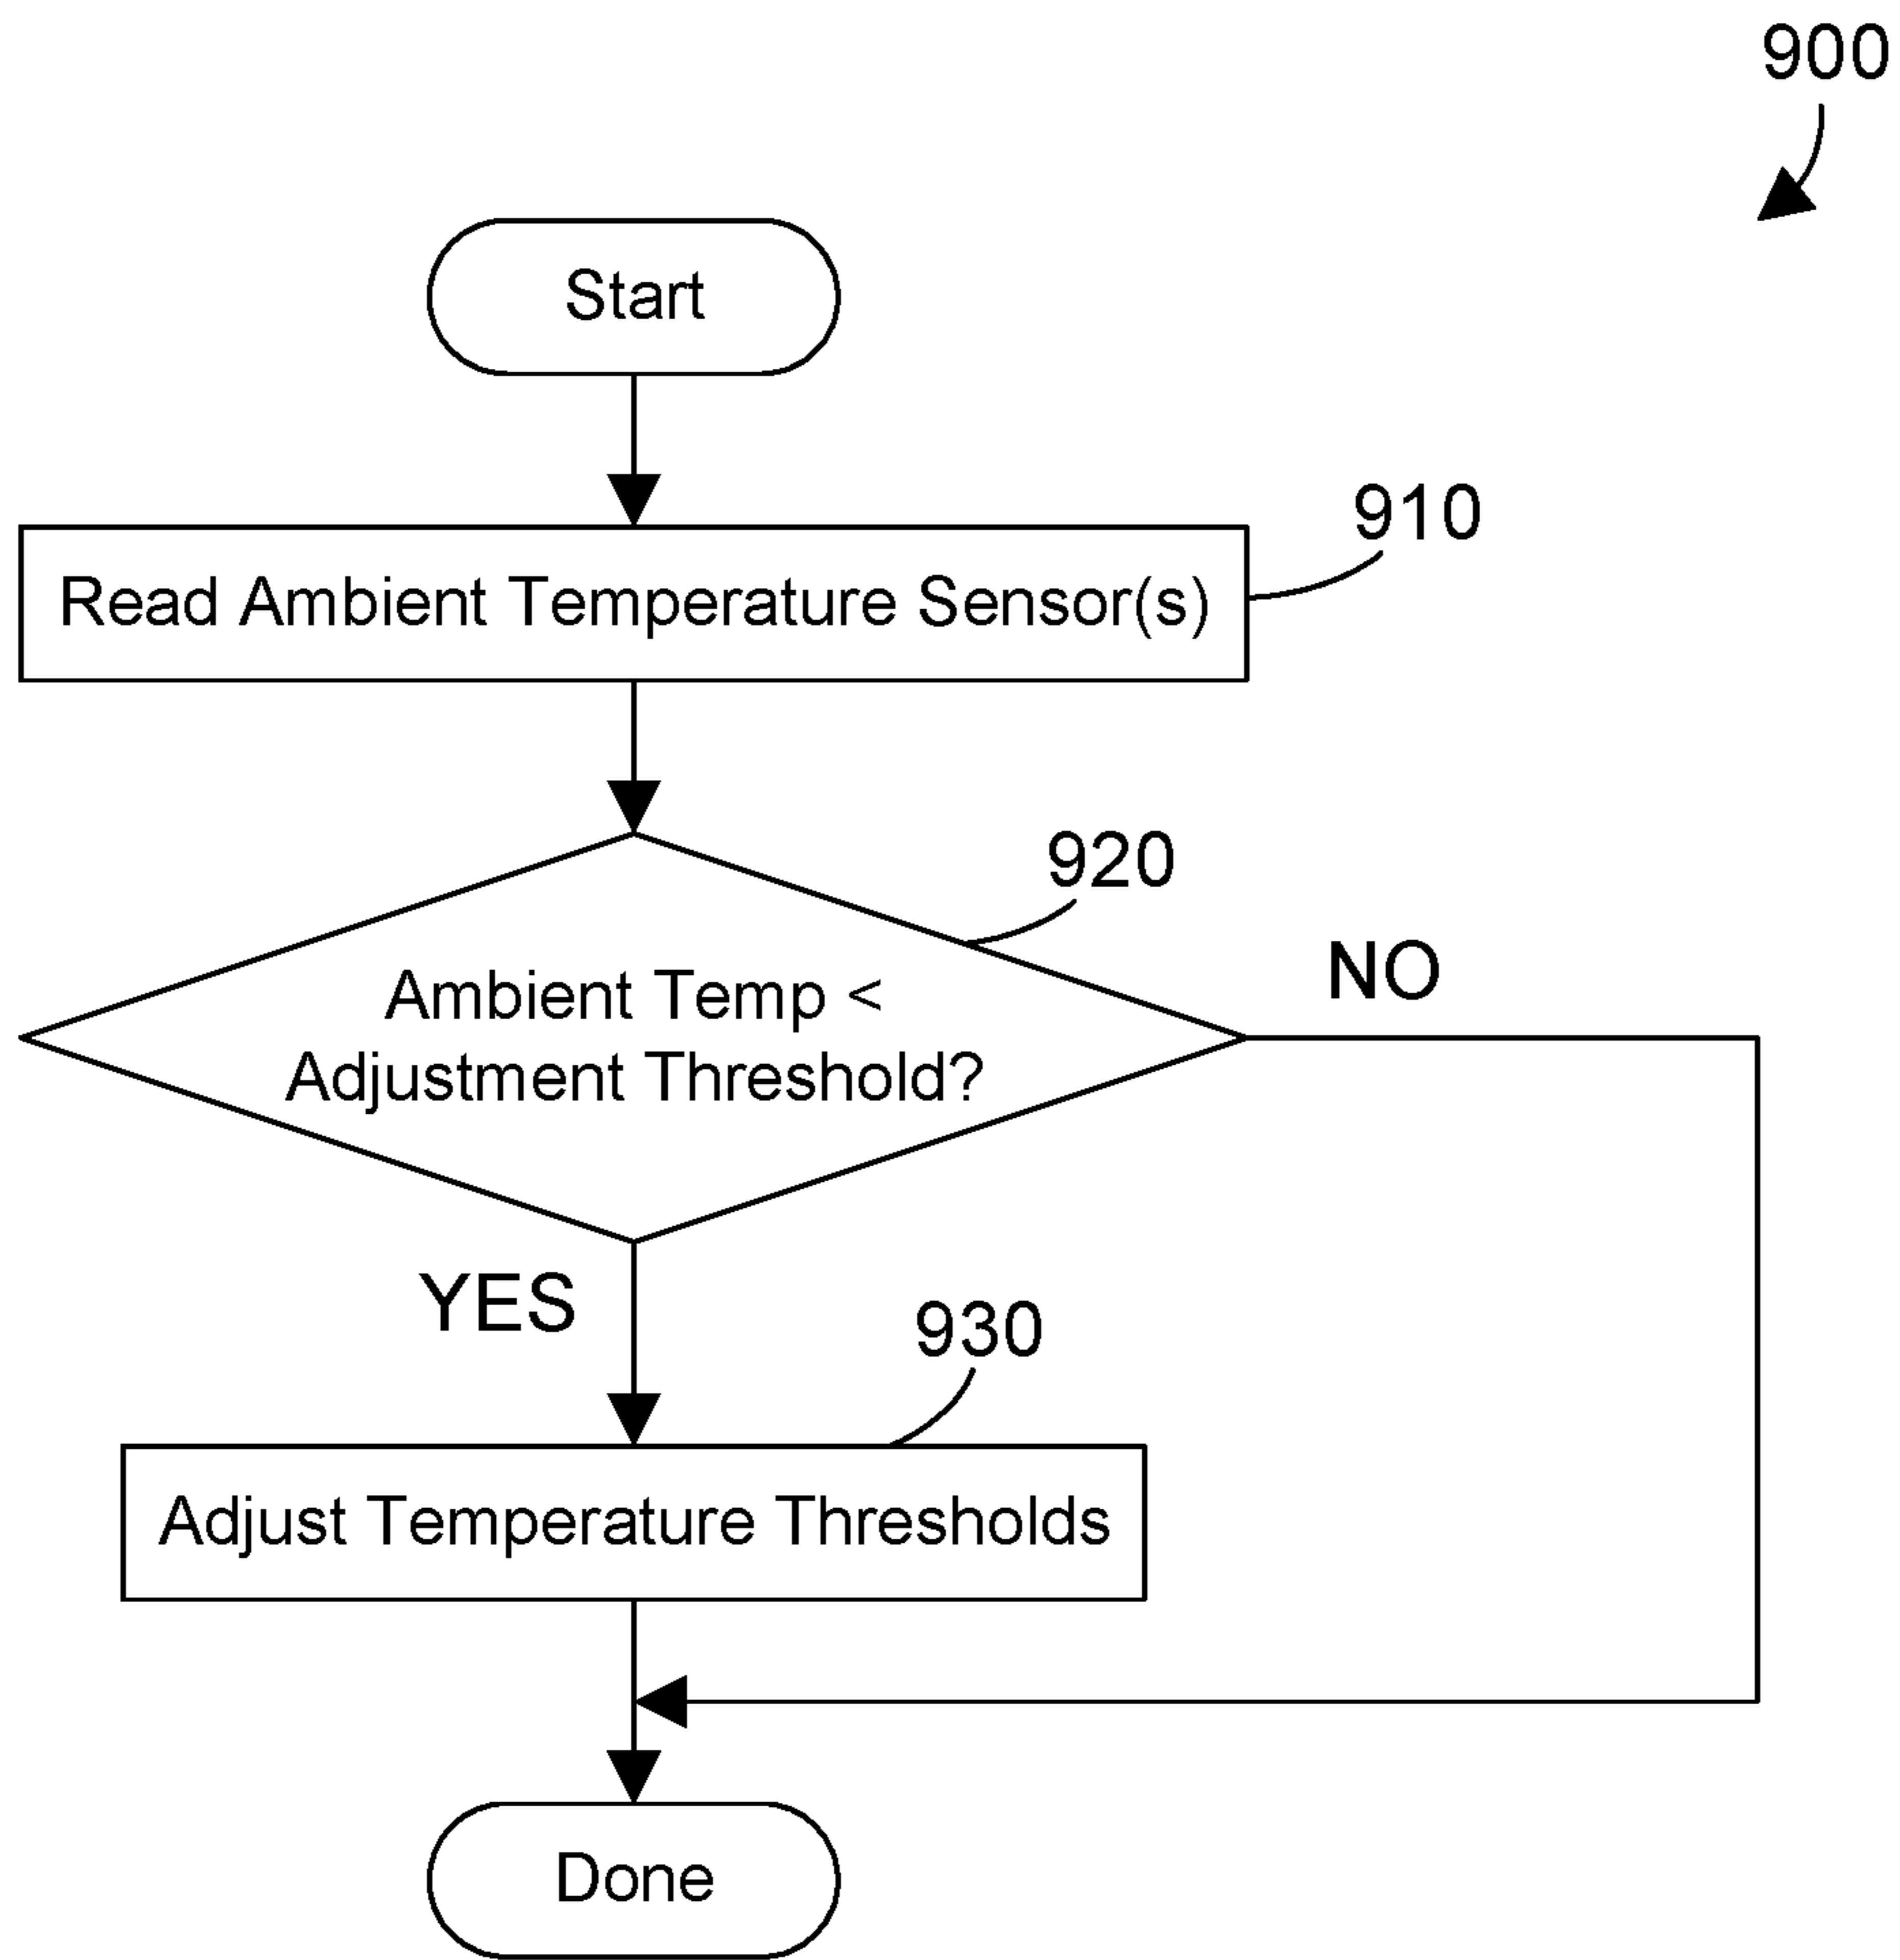 900
Start
910
Read Ambient Temperature Sensor(s)
920
NO
Ambient Temp <
Adjustment Threshold?
YES
930
Adjust Temperature Thresholds
Done